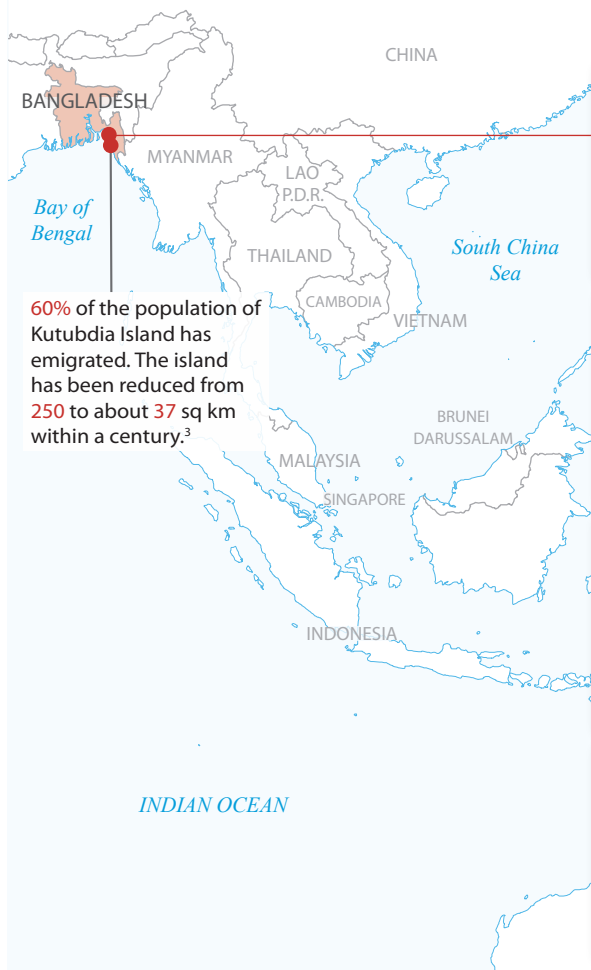 CHINA
BANGLADESH
MYANMAR
LAO
P.D.R.
Bay of
Bengal
South China
Sea
THAILAND
CAMBODIA
VIETNAM
60% of the population of
Kutubdia Island has
emigrated. The island
has been reduced from
250 to about 37 sq km
within a century.³
BRUNEI
DARUSSALAM
MALAYSIA
SINGAPORE
INDONESIA
INDIAN OCEAN